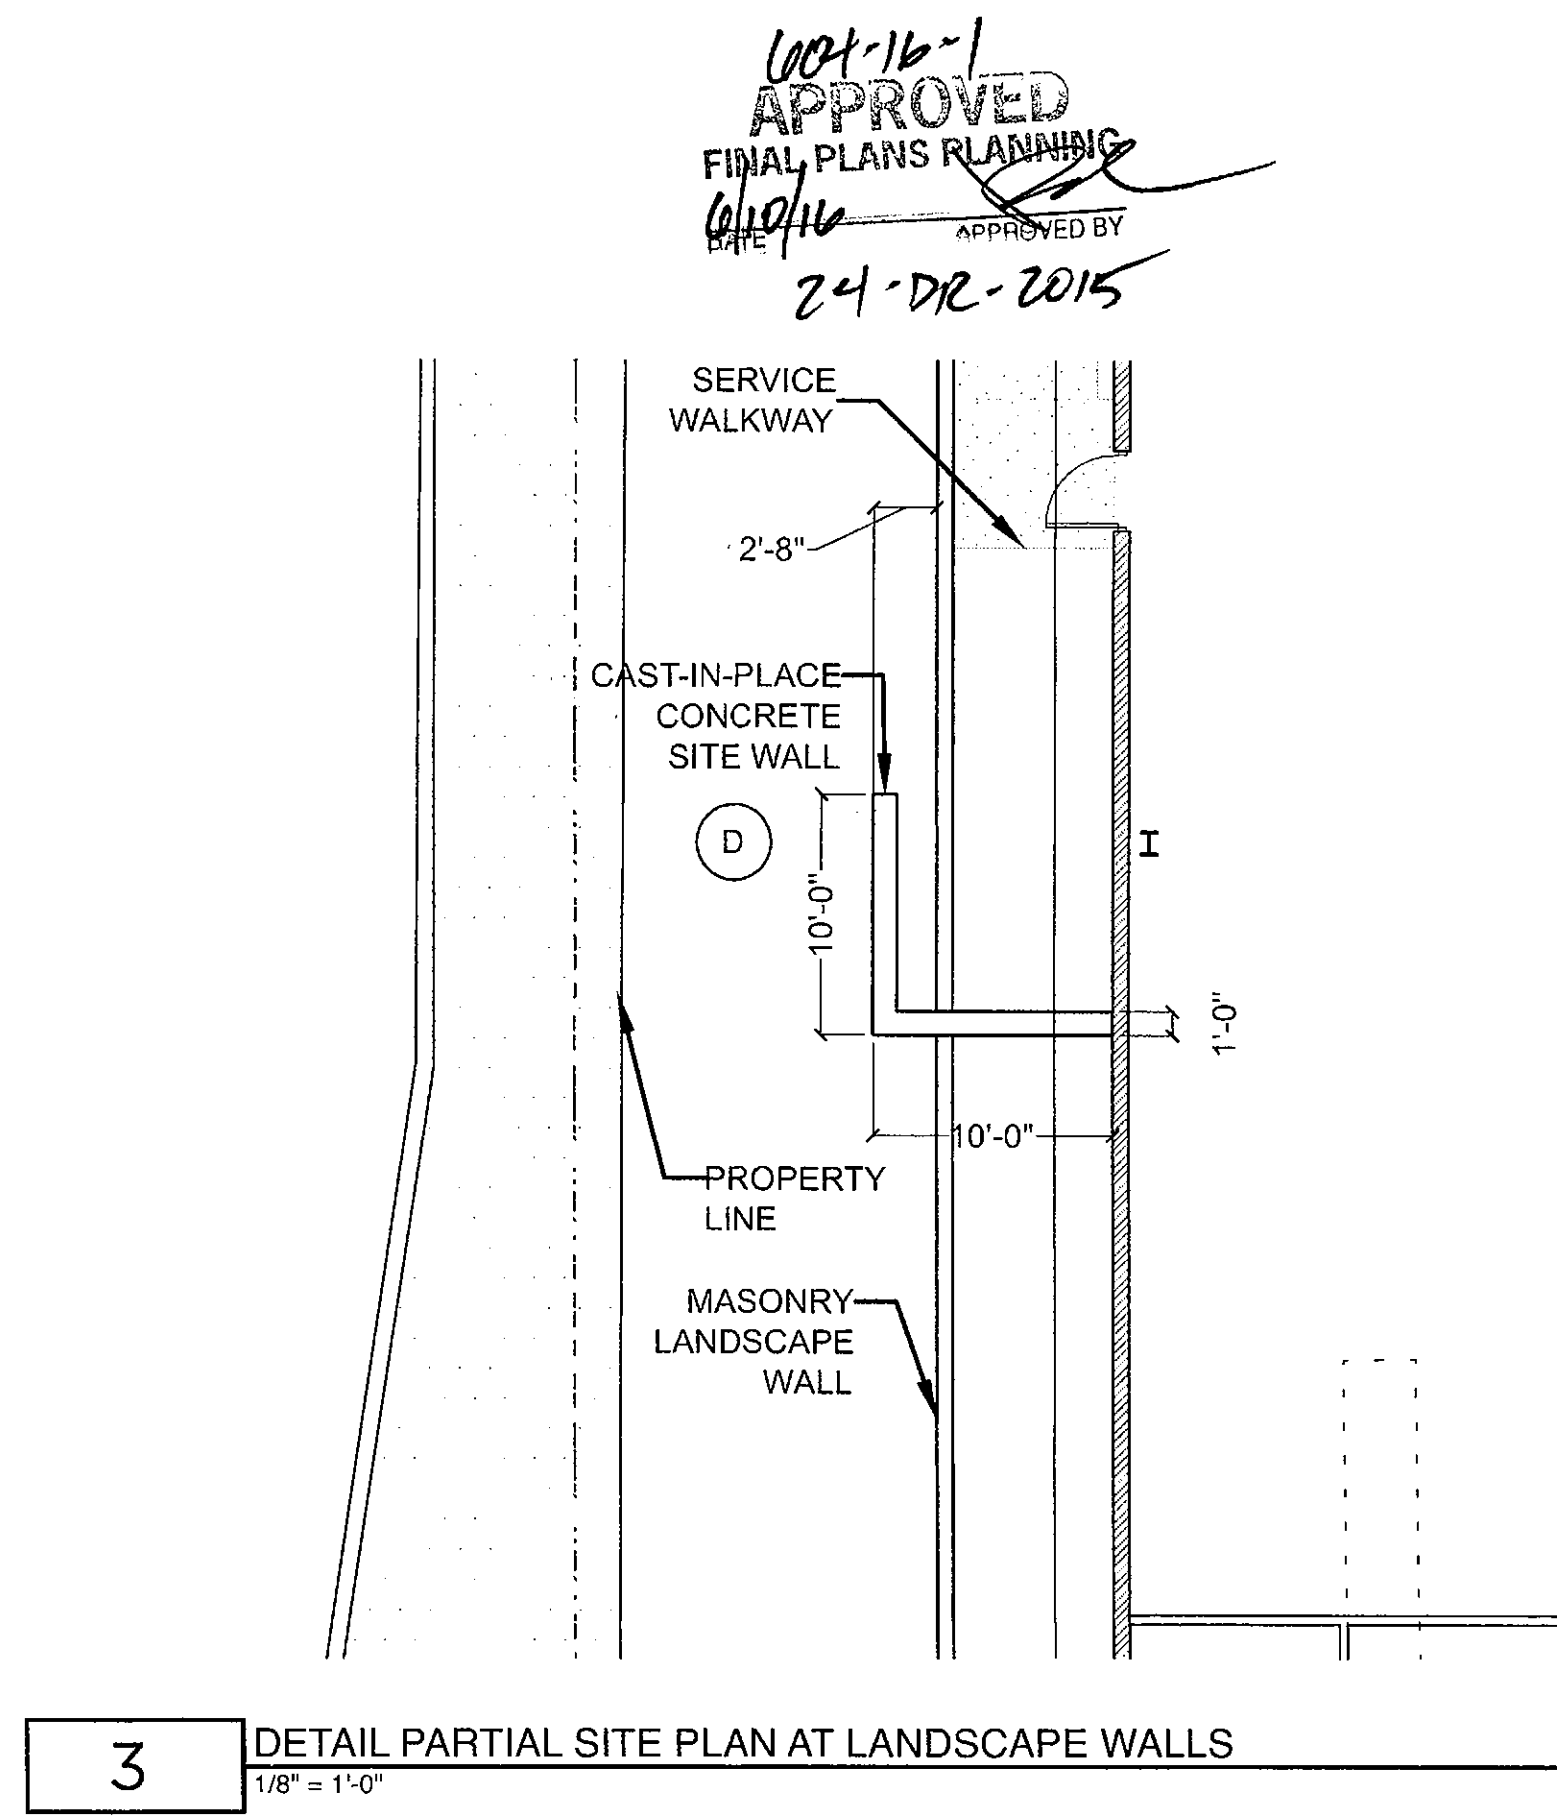 604-16-1
APPROVED
FINAL PLANS PLANNING
6/10/16
DATE
APPROVED BY
24-DR-2015
SERVICE
WALKWAY
2'-8"
CAST-IN-PLACE
CONCRETE
SITE WALL
D
I
10'-0"
1'-0"
10'-0"
PROPERTY
LINE
MASONRY
LANDSCAPE
WALL
3
DETAIL PARTIAL SITE PLAN AT LANDSCAPE WALLS
1/8" = 1'-0"